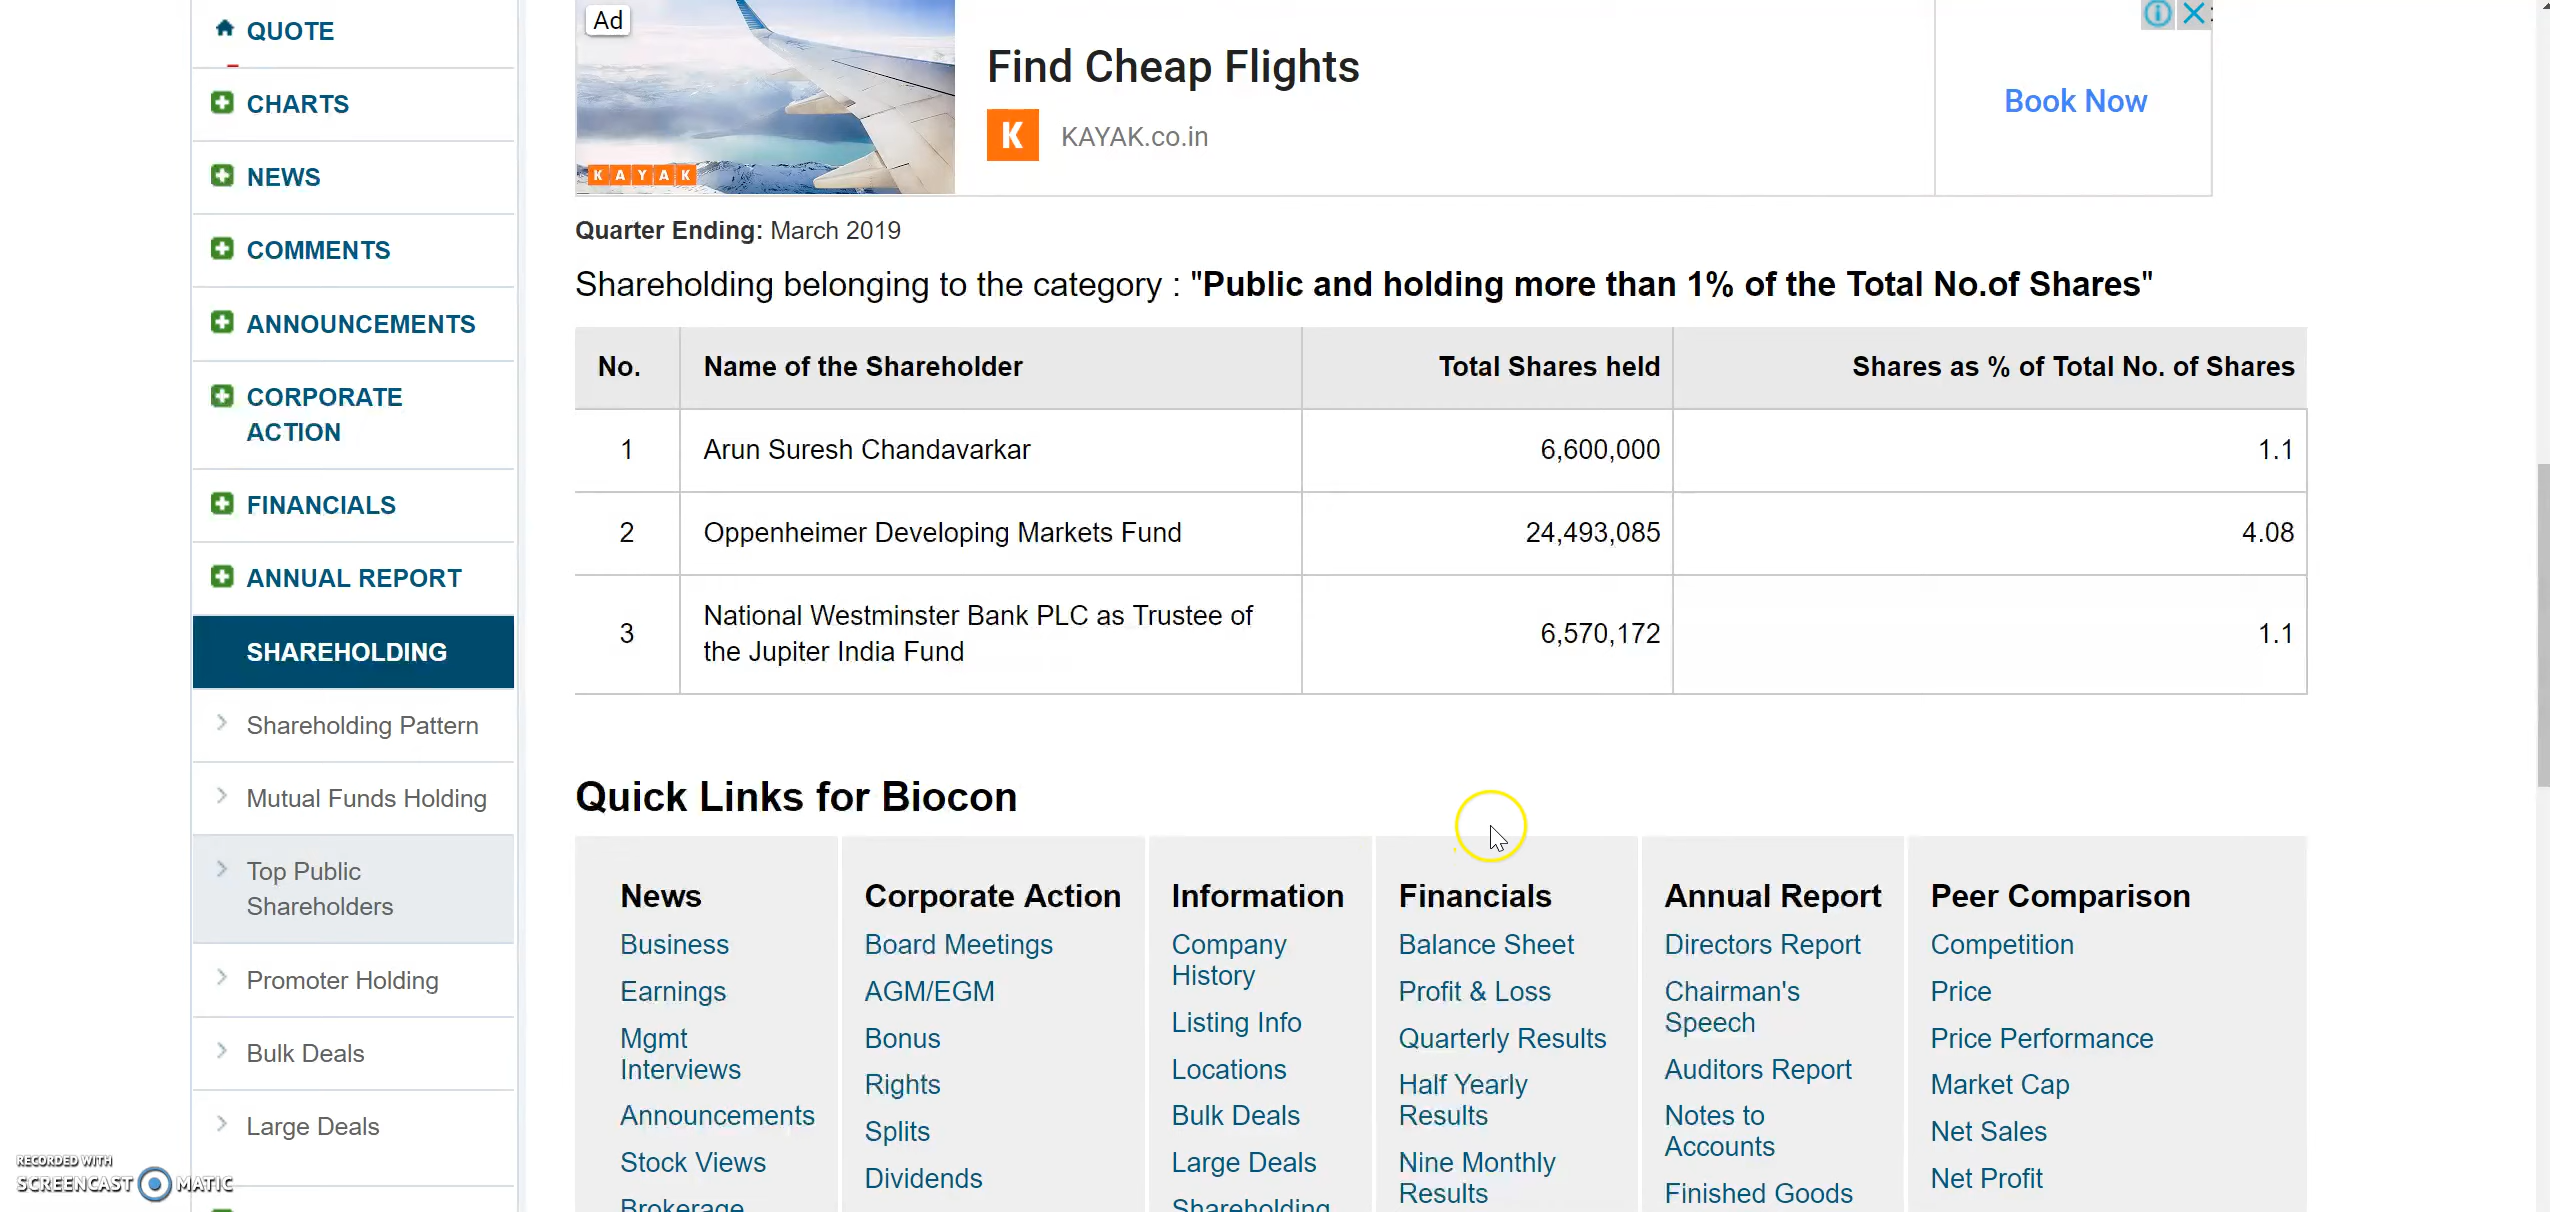 QUOTE
CHARTS
NEWS
COMMENTS
ANNOUNCEMENTS
CORPORATE
ACTION
FINANCIALS
ANNUAL REPORT
SHAREHOLDING
Shareholding Pattern
Mutual Funds Holding
Top Public
Shareholders
Promoter Holding
Bulk Deals
Large Deals
RECORDED WITH
SCREENCAST MATIC
Ad
KAYAK
Find Cheap Flights
K KAYAK.co.in
Book Now
Quarter Ending: March 2019
Shareholding belonging to the category : "Public and holding more than 1% of the Total No.of Shares"
No. Name of the Shareholder Total Shares held Shares as % of Total No. of Shares
1 Arun Suresh Chandavarkar 6,600,000 1.1
2 Oppenheimer Developing Markets Fund 24,493,085 4.08
3 National Westminster Bank PLC as Trustee of
the Jupiter India Fund 6,570,172 1.1
Quick Links for Biocon
News
Business
Earnings
Mgmt
Interviews
Announcements
Stock Views
Brokerage
Corporate Action
Board Meetings
AGM/EGM
Bonus
Rights
Splits
Dividends
Information
Company
History
Listing Info
Locations
Bulk Deals
Large Deals
Shareholding
Financials
Balance Sheet
Profit & Loss
Quarterly Results
Half Yearly
Results
Nine Monthly
Results
Annual Report
Directors Report
Chairman's
Speech
Auditors Report
Notes to
Accounts
Finished Goods
Peer Comparison
Competition
Price
Price Performance
Market Cap
Net Sales
Net Profit